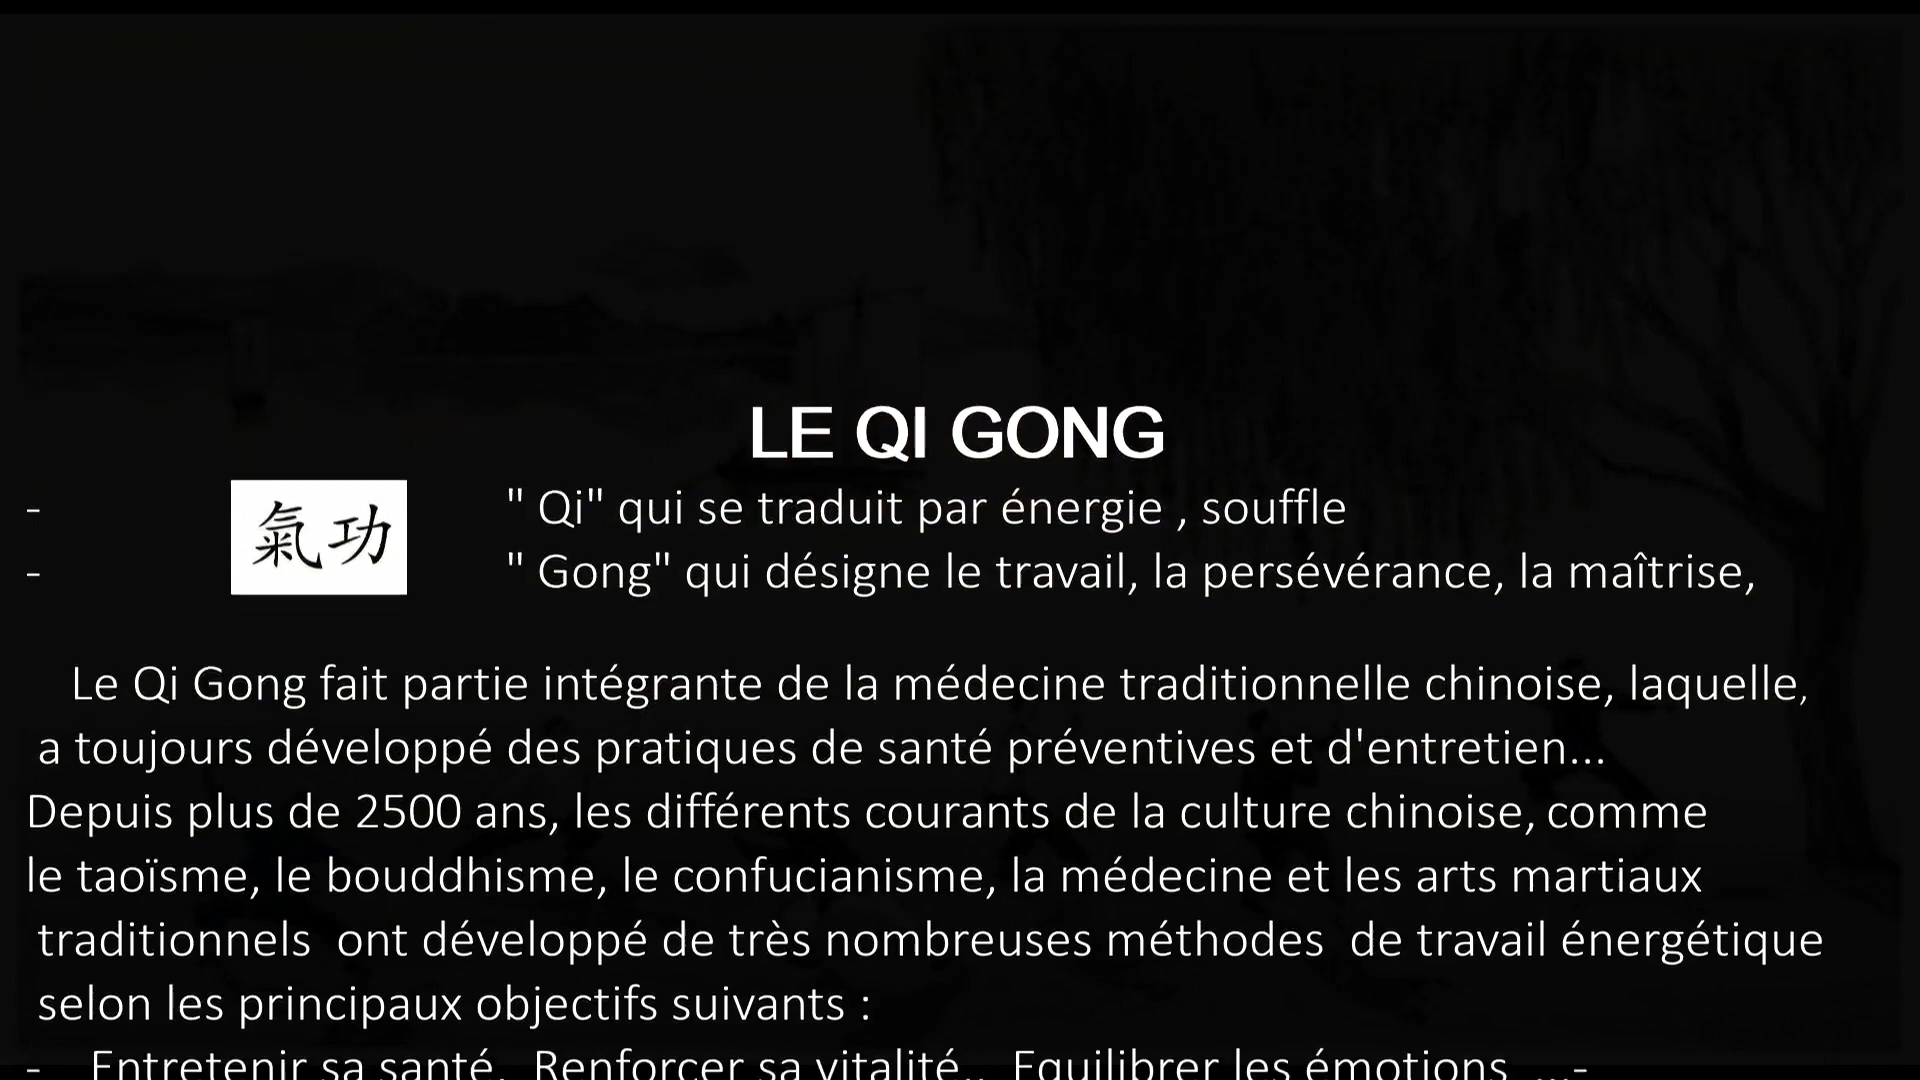 LE QI GONG
- 氣功 " Qi" qui se traduit par énergie , souffle
- " Gong" qui désigne le travail, la persévérance, la maîtrise,
Le Qi Gong fait partie intégrante de la médecine traditionnelle chinoise, laquelle,
a toujours développé des pratiques de santé préventives et d'entretien...
Depuis plus de 2500 ans, les différents courants de la culture chinoise, comme
le taoïsme, le bouddhisme, le confucianisme, la médecine et les arts martiaux
traditionnels  ont développé de très nombreuses méthodes  de travail énergétique
selon les principaux objectifs suivants :
- Entretenir sa santé,  Renforcer sa vitalité,,  Equilibrer les émotions  ...-